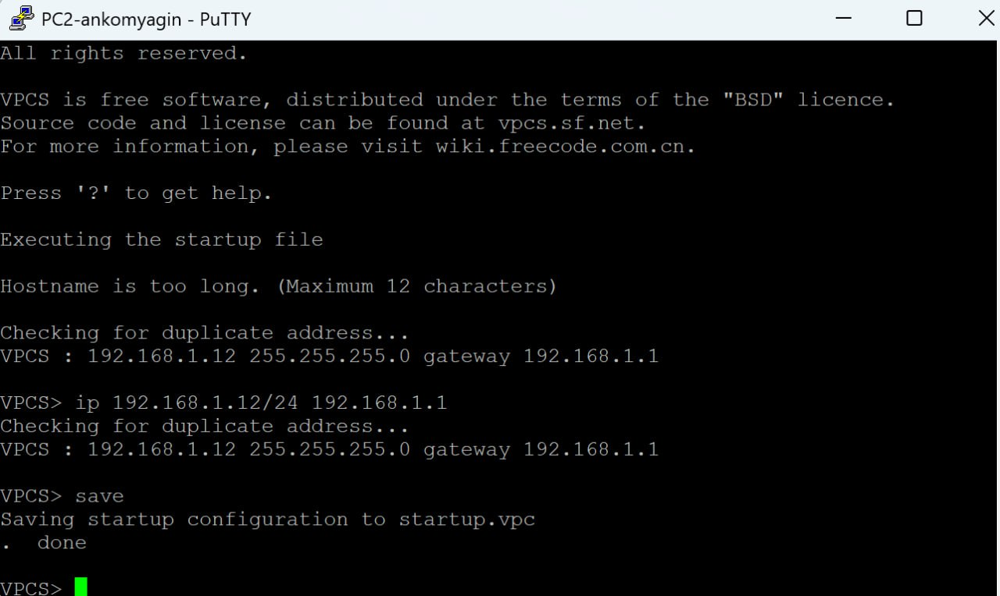 PC2-ankomyagin - PuTTY
All rights reserved.
VPCS is free software, distributed under the terms of the "BSD" licence.
Source code and license can be found at vpcs.sf.net.
For more information, please visit wiki.freecode.com.cn.
Press '?' to get help.
Executing the startup file
Hostname is too long. (Maximum 12 characters)
Checking for duplicate address...
VPCS : 192.168.1.12 255.255.255.0 gateway 192.168.1.1
VPCS> ip 192.168.1.12/24 192.168.1.1
Checking for duplicate address...
VPCS : 192.168.1.12 255.255.255.0 gateway 192.168.1.1
VPCS> save
Saving startup configuration to startup.vpc
.  done
VPCS>